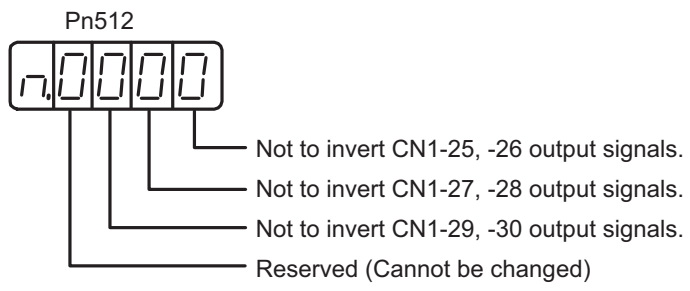 Pn512
n.0000
Not to invert CN1-25, -26 output signals.
Not to invert CN1-27, -28 output signals.
Not to invert CN1-29, -30 output signals.
Reserved (Cannot be changed)